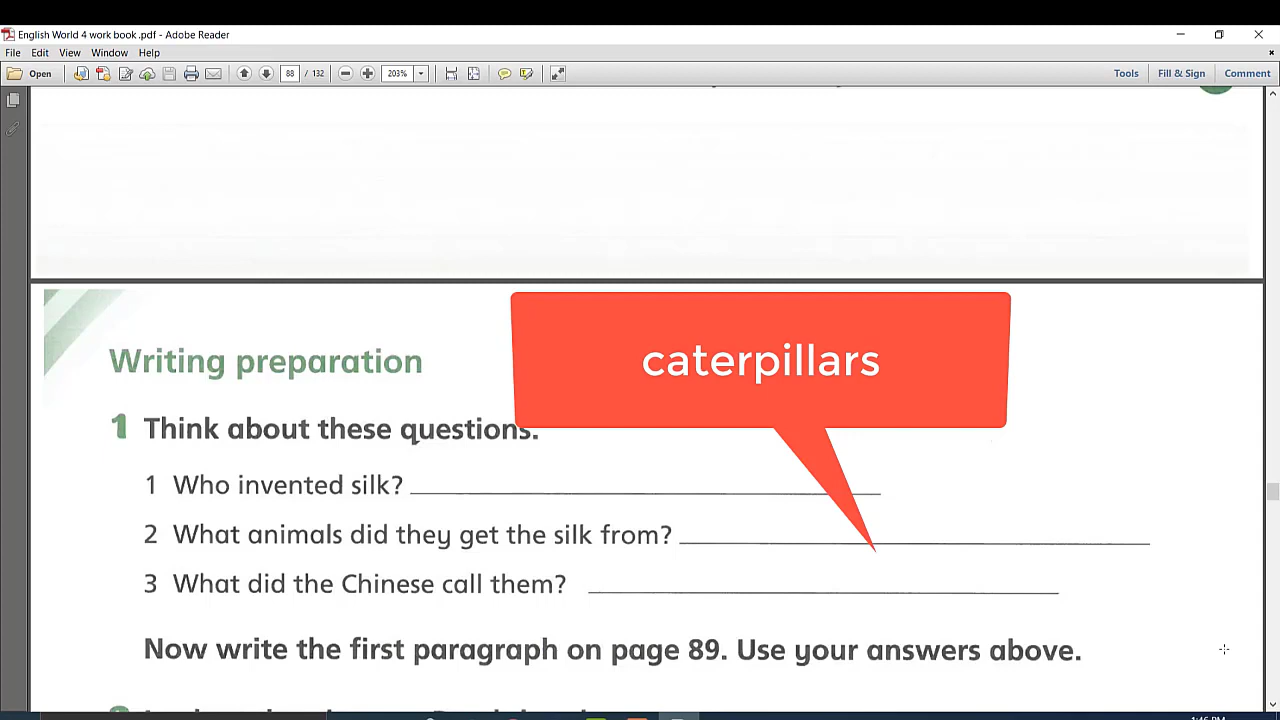 English World 4 work book .pdf - Adobe Reader
File Edit View Window Help
Open 88 / 132 203% Tools Fill & Sign Comment
caterpillars
Writing preparation
1 Think about these questions.
1 Who invented silk?
2 What animals did they get the silk from?
3 What did the Chinese call them?
Now write the first paragraph on page 89. Use your answers above.